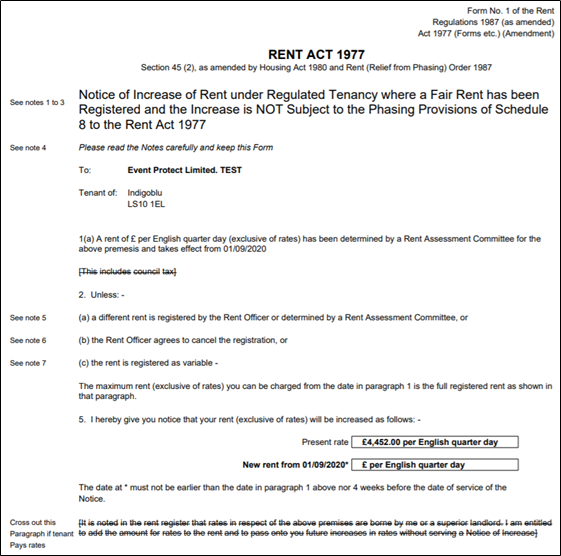 Form No. 1 of the Rent
Regulations 1987 (as amended)
Act 1977 (Forms etc.) (Amendment)
RENT ACT 1977
Section 45 (2), as amended by Housing Act 1980 and Rent (Relief from Phasing) Order 1987
See notes 1 to 3
Notice of Increase of Rent under Regulated Tenancy where a Fair Rent has been
Registered and the Increase is NOT Subject to the Phasing Provisions of Schedule
8 to the Rent Act 1977
See note 4
Please read the Notes carefully and keep this Form
To: Event Protect Limited. TEST
Tenant of: Indigoblu
LS10 1EL
1(a) A rent of £ per English quarter day (exclusive of rates) has been determined by a Rent Assessment Committee for the
above premesis and takes effect from 01/09/2020
[This includes council tax]
2. Unless: -
See note 5 (a) a different rent is registered by the Rent Officer or determined by a Rent Assessment Committee, or
See note 6 (b) the Rent Officer agrees to cancel the registration, or
See note 7 (c) the rent is registered as variable -
The maximum rent (exclusive of rates) you can be charged from the date in paragraph 1 is the full registered rent as shown in
that paragraph.
5. I hereby give you notice that your rent (exclusive of rates) will be increased as follows: -
Present rate £4,452.00 per English quarter day
New rent from 01/09/2020* £ per English quarter day
The date at * must not be earlier than the date in paragraph 1 above nor 4 weeks before the date of service of the
Notice.
Cross out this
Paragraph if tenant
Pays rates
[It is noted in the rent register that rates in respect of the above premises are borne by me or a superior landlord. I am entitled
to add the amount for rates to the rent and to pass onto you future increases in rates without serving a Notice of Increase]